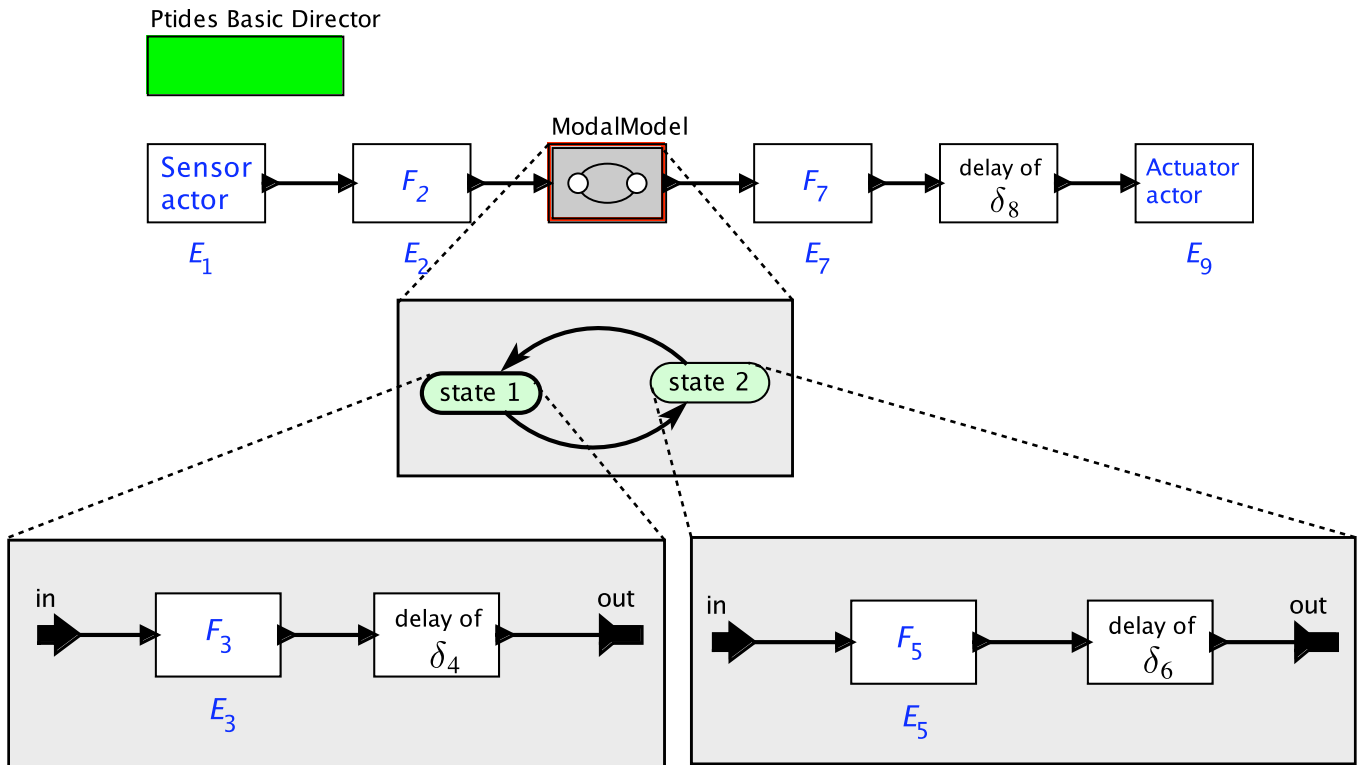 Ptides Basic Director
ModalModel
Sensor
actor
F2
F7
delay of
δ8
Actuator
actor
E1
E2
E7
E9
state 1
state 2
in
F3
delay of
δ4
out
E3
in
F5
delay of
δ6
out
E5